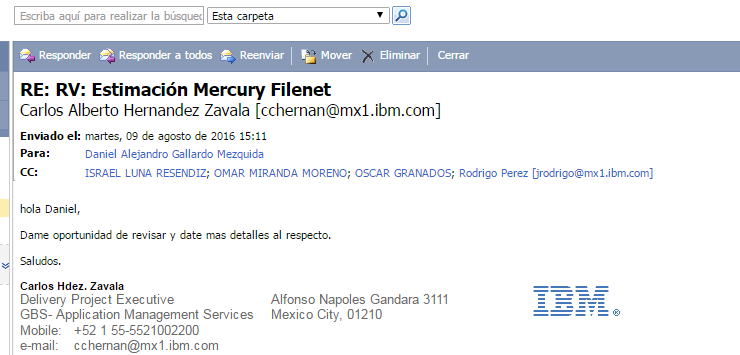 Escriba aquí para realizar la búsqued Esta carpeta
Responder Responder a todos Reenviar Mover Eliminar Cerrar
RE: RV: Estimación Mercury Filenet
Carlos Alberto Hernandez Zavala [cchernan@mx1.ibm.com]
Enviado el: martes, 09 de agosto de 2016 15:11
Para: Daniel Alejandro Gallardo Mezquida
CC: ISRAEL LUNA RESENDIZ; OMAR MIRANDA MORENO; OSCAR GRANADOS; Rodrigo Perez [jrodrigo@mx1.ibm.com]
hola Daniel,
Dame oportunidad de revisar y date mas detalles al respecto.
Saludos.
Carlos Hdez. Zavala
Delivery Project Executive Alfonso Napoles Gandara 3111
GBS- Application Management Services Mexico City, 01210
Mobile: +52 1 55-5521002200
e-mail: cchernan@mx1.ibm.com
IBM®